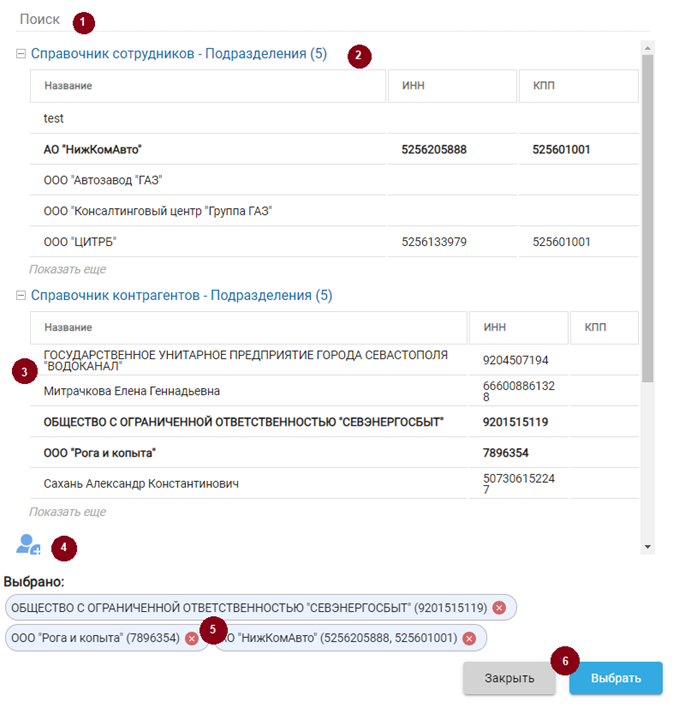 Поиск 1
Справочник сотрудников - Подразделения (5) 2
Название ИНН КПП
test
АО "НижКомАвто" 5256205888 525601001
ООО "Автозавод "ГАЗ"
ООО "Консалтинговый центр "Группа ГАЗ"
ООО "ЦИТРБ" 5256133979 525601001
Показать еще
Справочник контрагентов - Подразделения (5)
Название ИНН КПП
ГОСУДАРСТВЕННОЕ УНИТАРНОЕ ПРЕДПРИЯТИЕ ГОРОДА СЕВАСТОПОЛЯ
"ВОДОКАНАЛ" 9204507194
3
Митрачкова Елена Геннадьевна 66600886132
8
ОБЩЕСТВО С ОГРАНИЧЕННОЙ ОТВЕТСТВЕННОСТЬЮ "СЕВЭНЕРГОСБЫТ" 9201515119
ООО "Рога и копыта" 7896354
Сахань Александр Константинович 50730615224
7
Показать еще
4
Выбрано:
ОБЩЕСТВО С ОГРАНИЧЕННОЙ ОТВЕТСТВЕННОСТЬЮ "СЕВЭНЕРГОСБЫТ" (9201515119)
ООО "Рога и копыта" (7896354) 5 О "НижКомАвто" (5256205888, 525601001)
6
Закрыть Выбрать